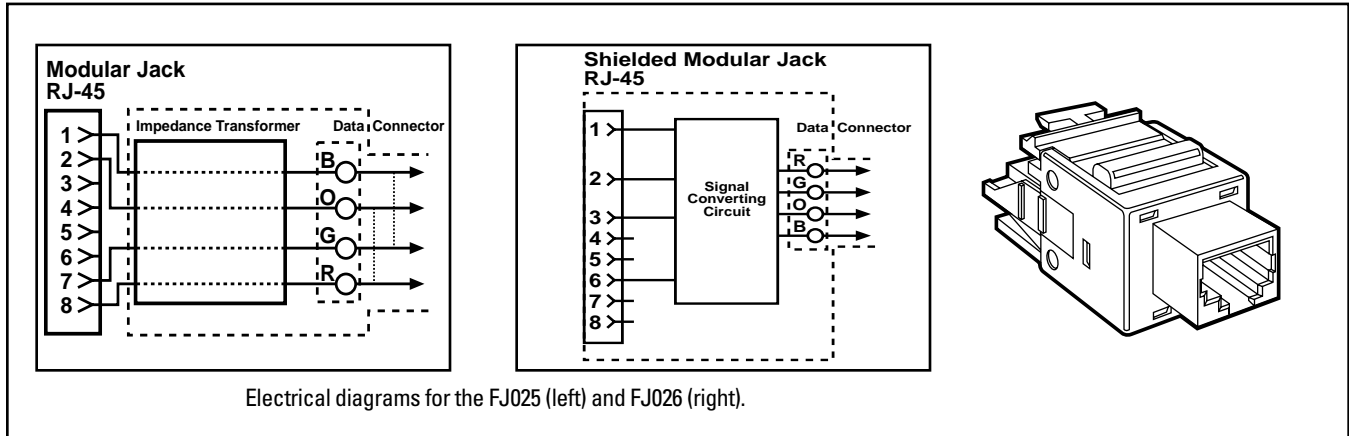 Modular Jack
RJ-45
Impedance Transformer
Data Connector
1
2
3
4
5
6
7
8
B
O
G
R
Shielded Modular Jack
RJ-45
Data Connector
1
2
3
4
5
6
7
8
Signal
Converting
Circuit
R
G
O
B
Electrical diagrams for the FJ025 (left) and FJ026 (right).